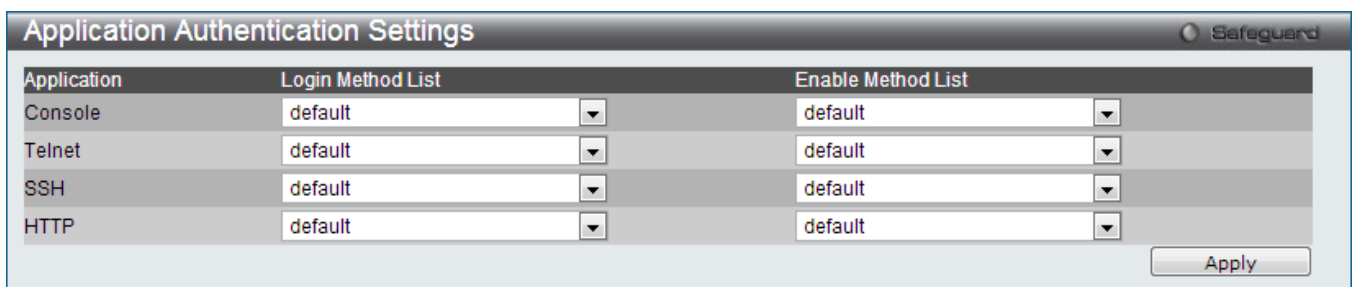 Application Authentication Settings Safeguard
Application Login Method List Enable Method List
Console default default
Telnet default default
SSH default default
HTTP default default
Apply